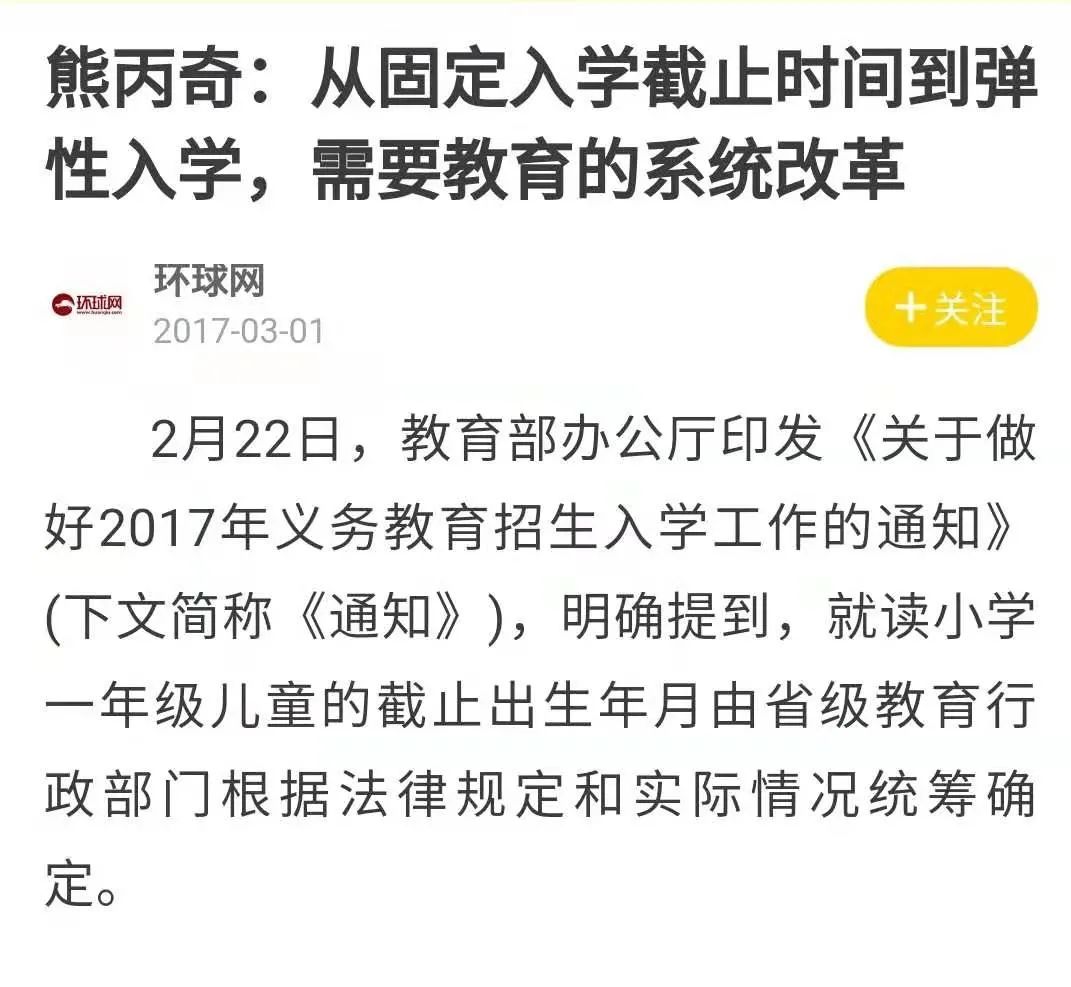 熊丙奇：从固定入学截止时间到弹
性入学，需要教育的系统改革
环球网
环球网
www.huanqiu.com
2017-03-01
+关注
2月22日，教育部办公厅印发《关于做
好2017年义务教育招生入学工作的通知》
(下文简称《通知》)，明确提到，就读小学
一年级儿童的截止出生年月由省级教育行
政部门根据法律规定和实际情况统筹确
定。